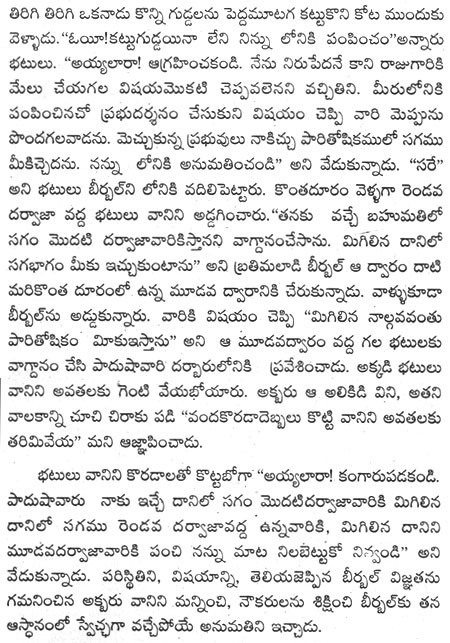 తిరిగి తిరిగి ఒకనాడు కొన్ని గుడ్డలను పెద్దమూటగ కట్టుకొని కోట ముందుకు
వెళ్ళాడు.“ఓయీ!కట్టుగుడ్డయినా లేని నిన్ను లోనికి పంపించం”అన్నారు
భటులు. “అయ్యలారా! ఆగ్రహించకండి. నేను నిరుపేదనే కాని రాజుగారికి
మేలు చేయగల విషయమొకటి చెప్పవలెనని వచ్చితిని. మీరులోనికి
పంపించినచో ప్రభుదర్శనం చేసుకుని విషయం చెప్పి వారి మెప్పును
పొందగలవాడను. మెచ్చుకున్న ప్రభువులు నాకిచ్చు పారితోషికములో సగము
మీకిచ్చెదను. నన్ను లోనికి అనుమతించండి” అని వేడుకున్నాడు. “సరే”
అని భటులు బీర్బల్‌ని లోనికి వదిలిపెట్టారు. కొంతదూరం వెళ్ళగా రెండవ
దర్వాజా వద్ద భటులు వానిని అడ్డగించారు.“తనకు వచ్చే బహుమతిలో
సగం మొదటి దర్వాజావారికిస్తానని వాగ్దానంచేసాను. మిగిలిన దానిలో
సగభాగం మీకు ఇచ్చుకుంటాను” అని బ్రతిమలాడి బీర్బల్ ఆ ద్వారం దాటి
మరికొంత దూరంలో ఉన్న మూడవ ద్వారానికి చేరుకున్నాడు. వాళ్ళుకూడా
బీర్బల్‌ను అడ్డుకున్నారు. వారికి విషయం చెప్పి “మిగిలిన నాల్గవవంతు
పారితోషికం మీకుఇస్తాను” అని ఆ మూడవద్వారం వద్ద గల భటులకు
వాగ్దానం చేసి పాదుషావారి దర్బారులోనికి ప్రవేశించాడు. అక్కడి భటులు
వానిని అవతలకు గెంటి వేయభోయారు. అక్బరు ఆ అలికిడి విని, అతని
వాలకాన్ని చూచి చిరాకు పడి “వందకొరడాదెబ్బలు కొట్టి వానిని అవతలకు
తరిమివేయ” మని ఆజ్ఞాపించాడు.
భటులు వానిని కొరడాలతో కొట్టబోగా “అయ్యలారా! కంగారుపడకండి.
పాదుషావారు నాకు ఇచ్చే దానిలో సగం మొదటిదర్వాజావారికి మిగిలిన
దానిలో సగము రెండవ దర్వాజావద్ద ఉన్నవారికి, మిగిలిన దానిని
మూడవదర్వాజావారికి పంచి నన్ను మాట నిలబెట్టుకో నివ్వండి” అని
వేడుకున్నాడు. పరిస్థితిని, విషయాన్ని, తెలియజెప్పిన బీర్బల్ విజ్ఞతను
గమనించిన అక్బరు వానిని మన్నించి, నౌకరులను శిక్షించి బీర్బల్‌కు తన
ఆస్థానంలో స్వేచ్ఛగా వచ్చేపోయే అనుమతిని ఇచ్చాడు.